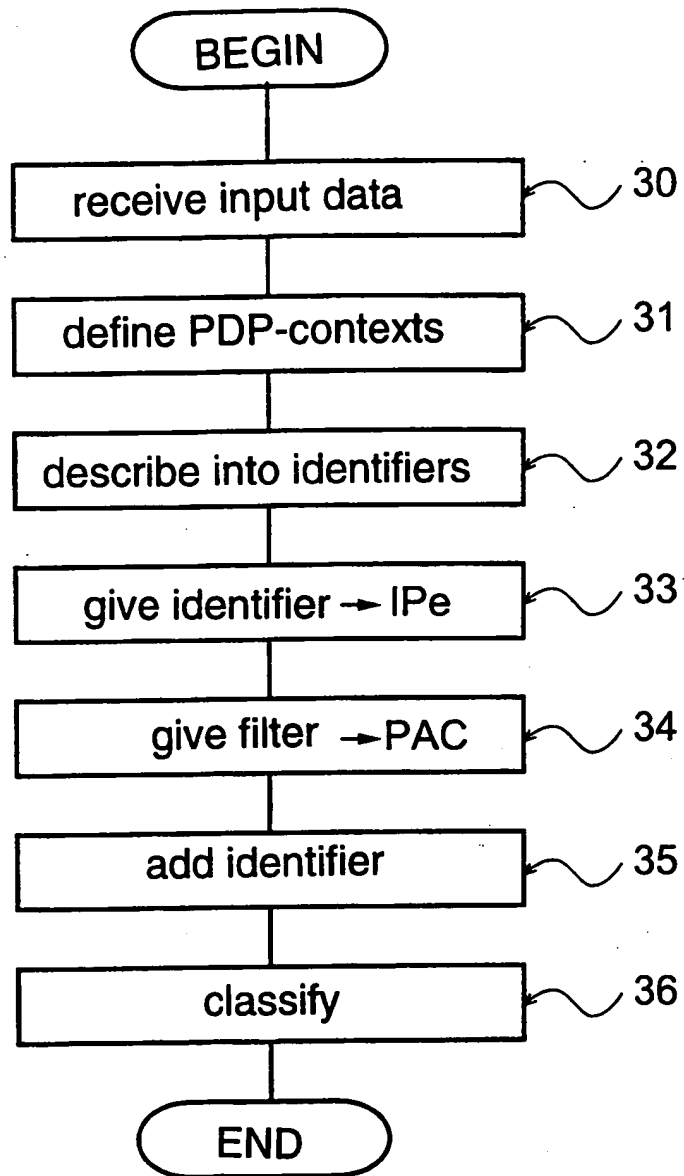 BEGIN
receive input data 30
define PDP-contexts 31
describe into identifiers 32
give identifier → IPe 33
give filter → PAC 34
add identifier 35
classify 36
END